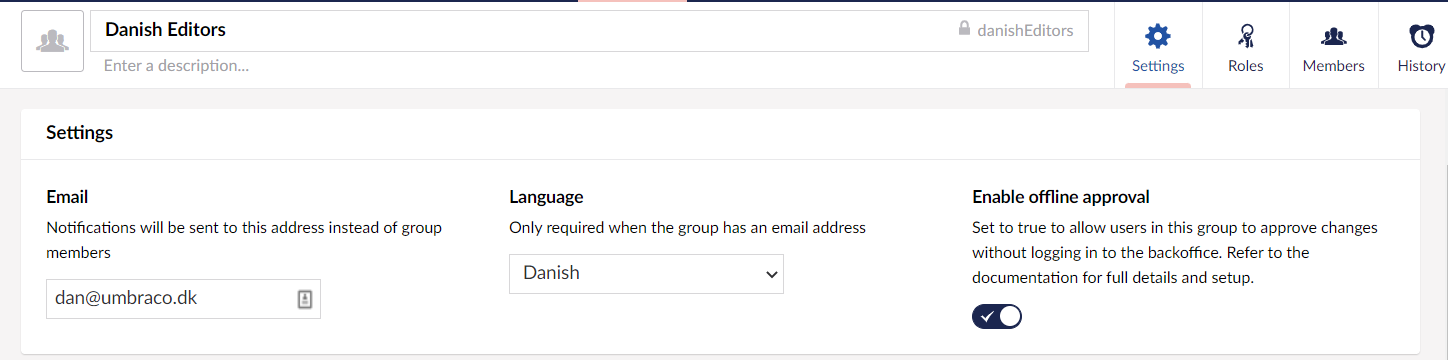 Danish Editors
danishEditors
Enter a description...
Settings
Roles
Members
History
Settings
Email
Notifications will be sent to this address instead of group
members
dan@umbraco.dk
Language
Only required when the group has an email address
Danish
Enable offline approval
Set to true to allow users in this group to approve changes
without logging in to the backoffice. Refer to the
documentation for full details and setup.